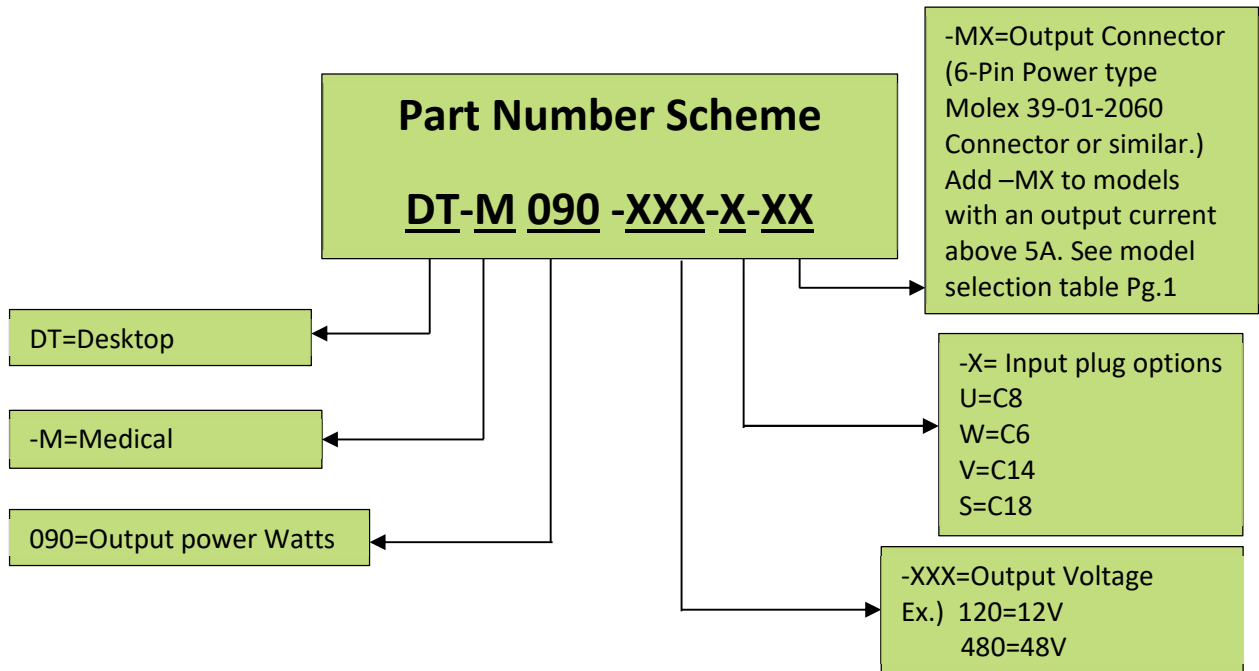 Part Number Scheme
DT-M 090 -XXX-X-XX
-MX=Output Connector
(6-Pin Power type
Molex 39-01-2060
Connector or similar.)
Add –MX to models
with an output current
above 5A. See model
selection table Pg.1
DT=Desktop
-M=Medical
090=Output power Watts
-X= Input plug options
U=C8
W=C6
V=C14
S=C18
-XXX=Output Voltage
Ex.) 120=12V
480=48V